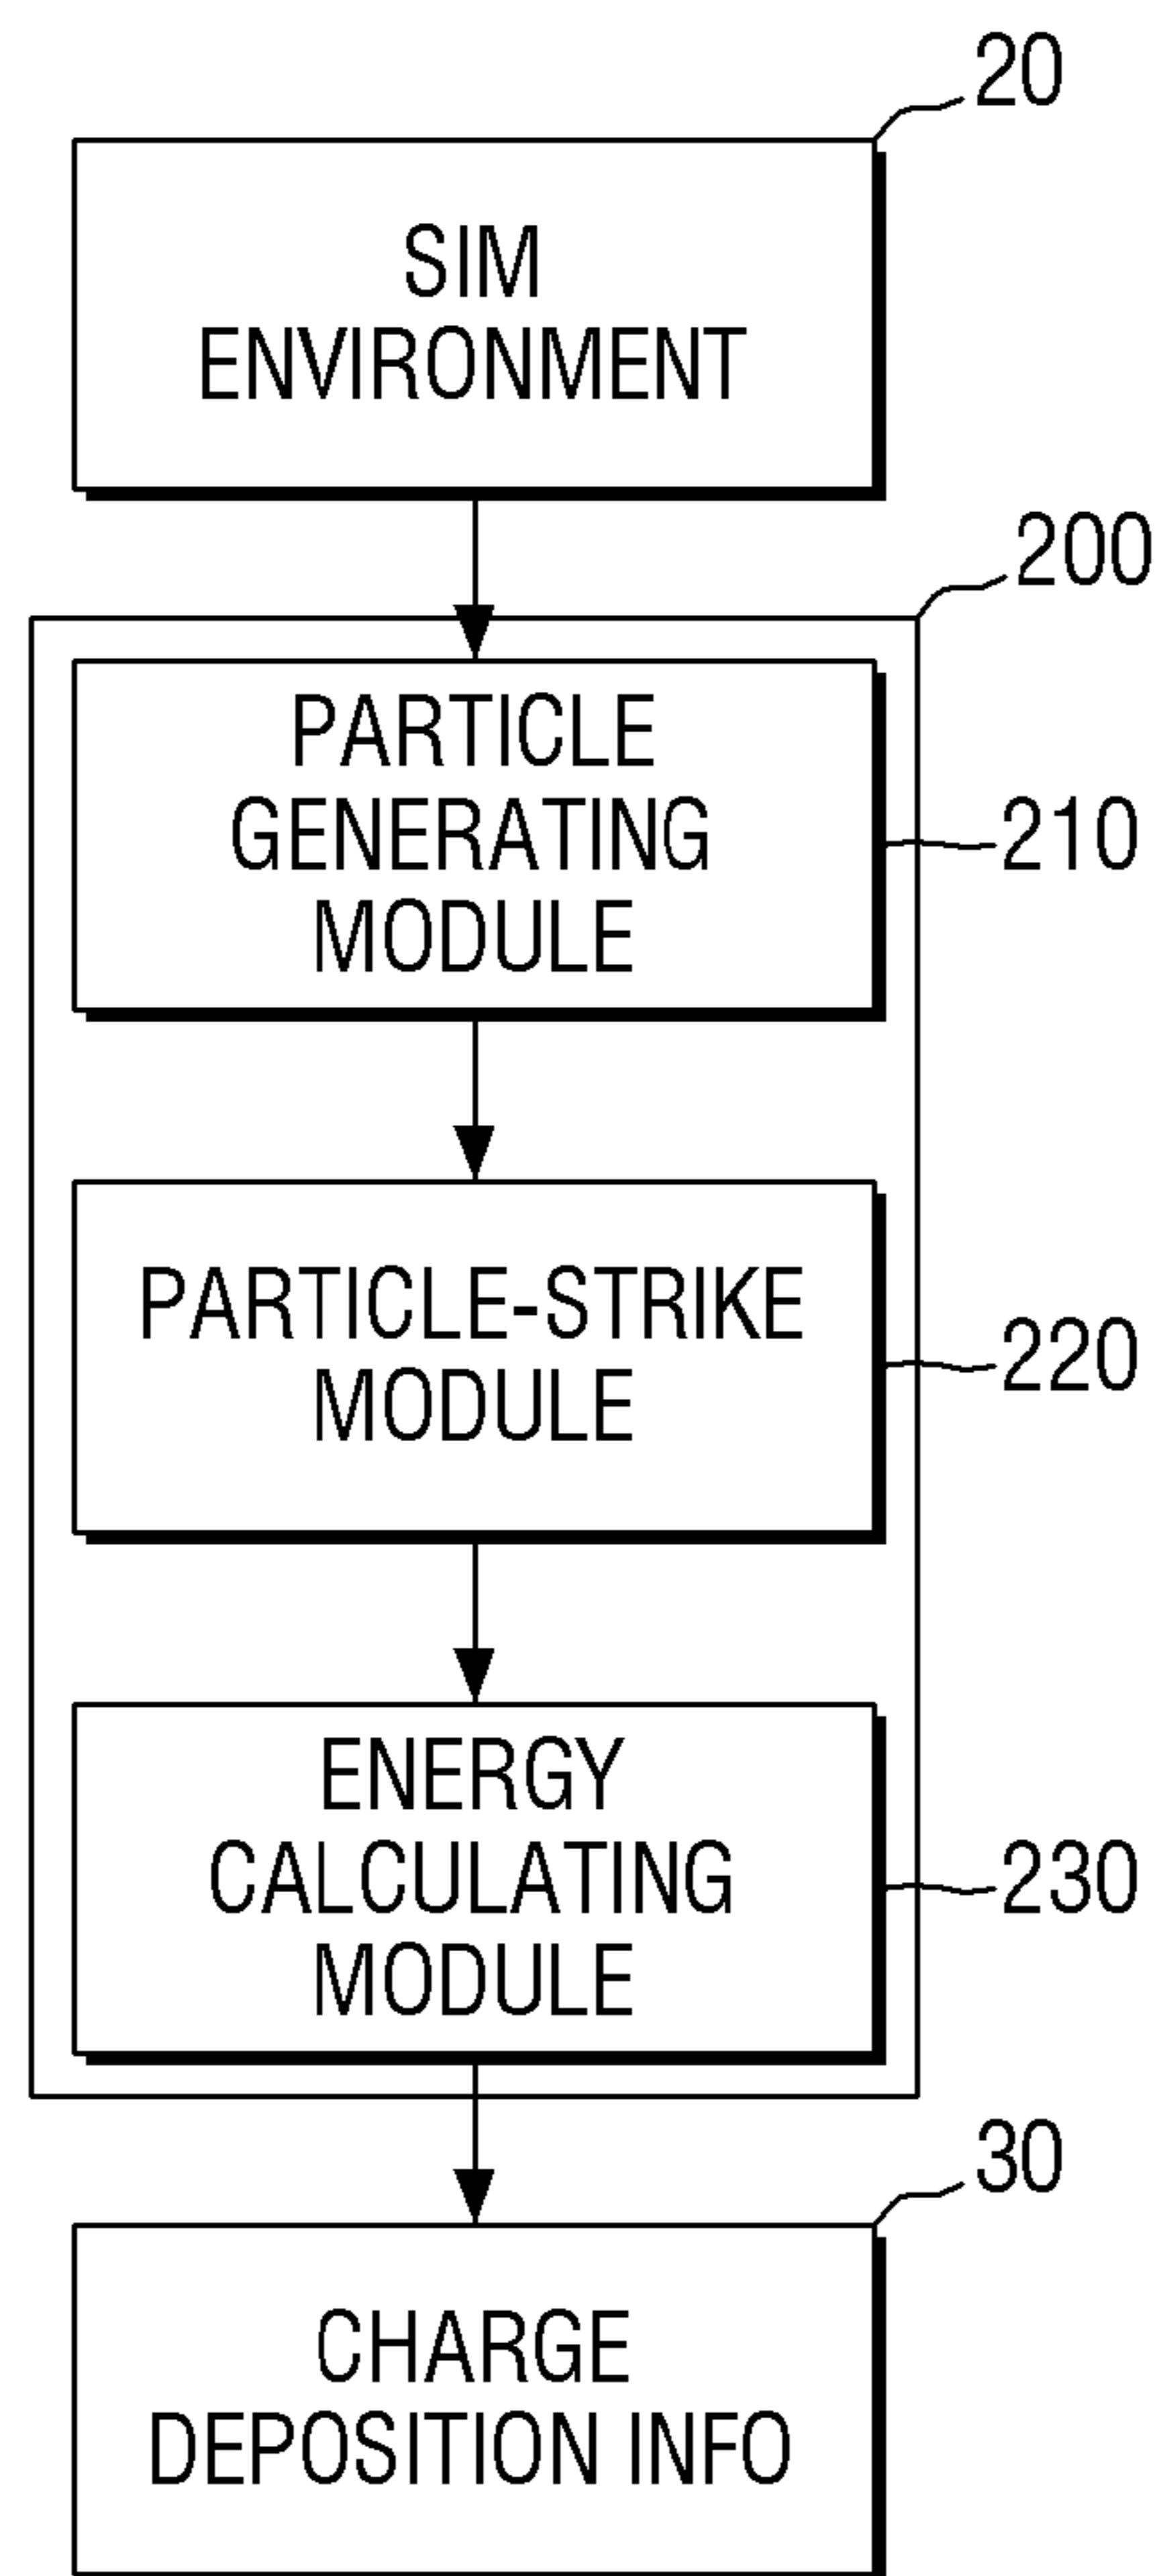 20
SIM
ENVIRONMENT
200
PARTICLE
GENERATING
MODULE
210
PARTICLE-STRIKE
MODULE
220
ENERGY
CALCULATING
MODULE
230
30
CHARGE
DEPOSITION INFO